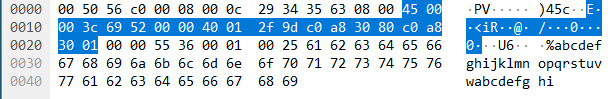 0000 00 50 56 c0 00 08 00 0c 29 34 35 63 08 00 45 00 ·PV····· )45c··E·
0010 00 3c 69 52 00 00 40 01 2f 9d c0 a8 30 80 c0 a8 ·<iR··@· /···0···
0020 30 01 00 00 55 36 00 01 00 25 61 62 63 64 65 66 0···U6·· ·%abcdef
0030 67 68 69 6a 6b 6c 6d 6e 6f 70 71 72 73 74 75 76 ghijklmn opqrstuv
0040 77 61 62 63 64 65 66 67 68 69 wabcdefg hi